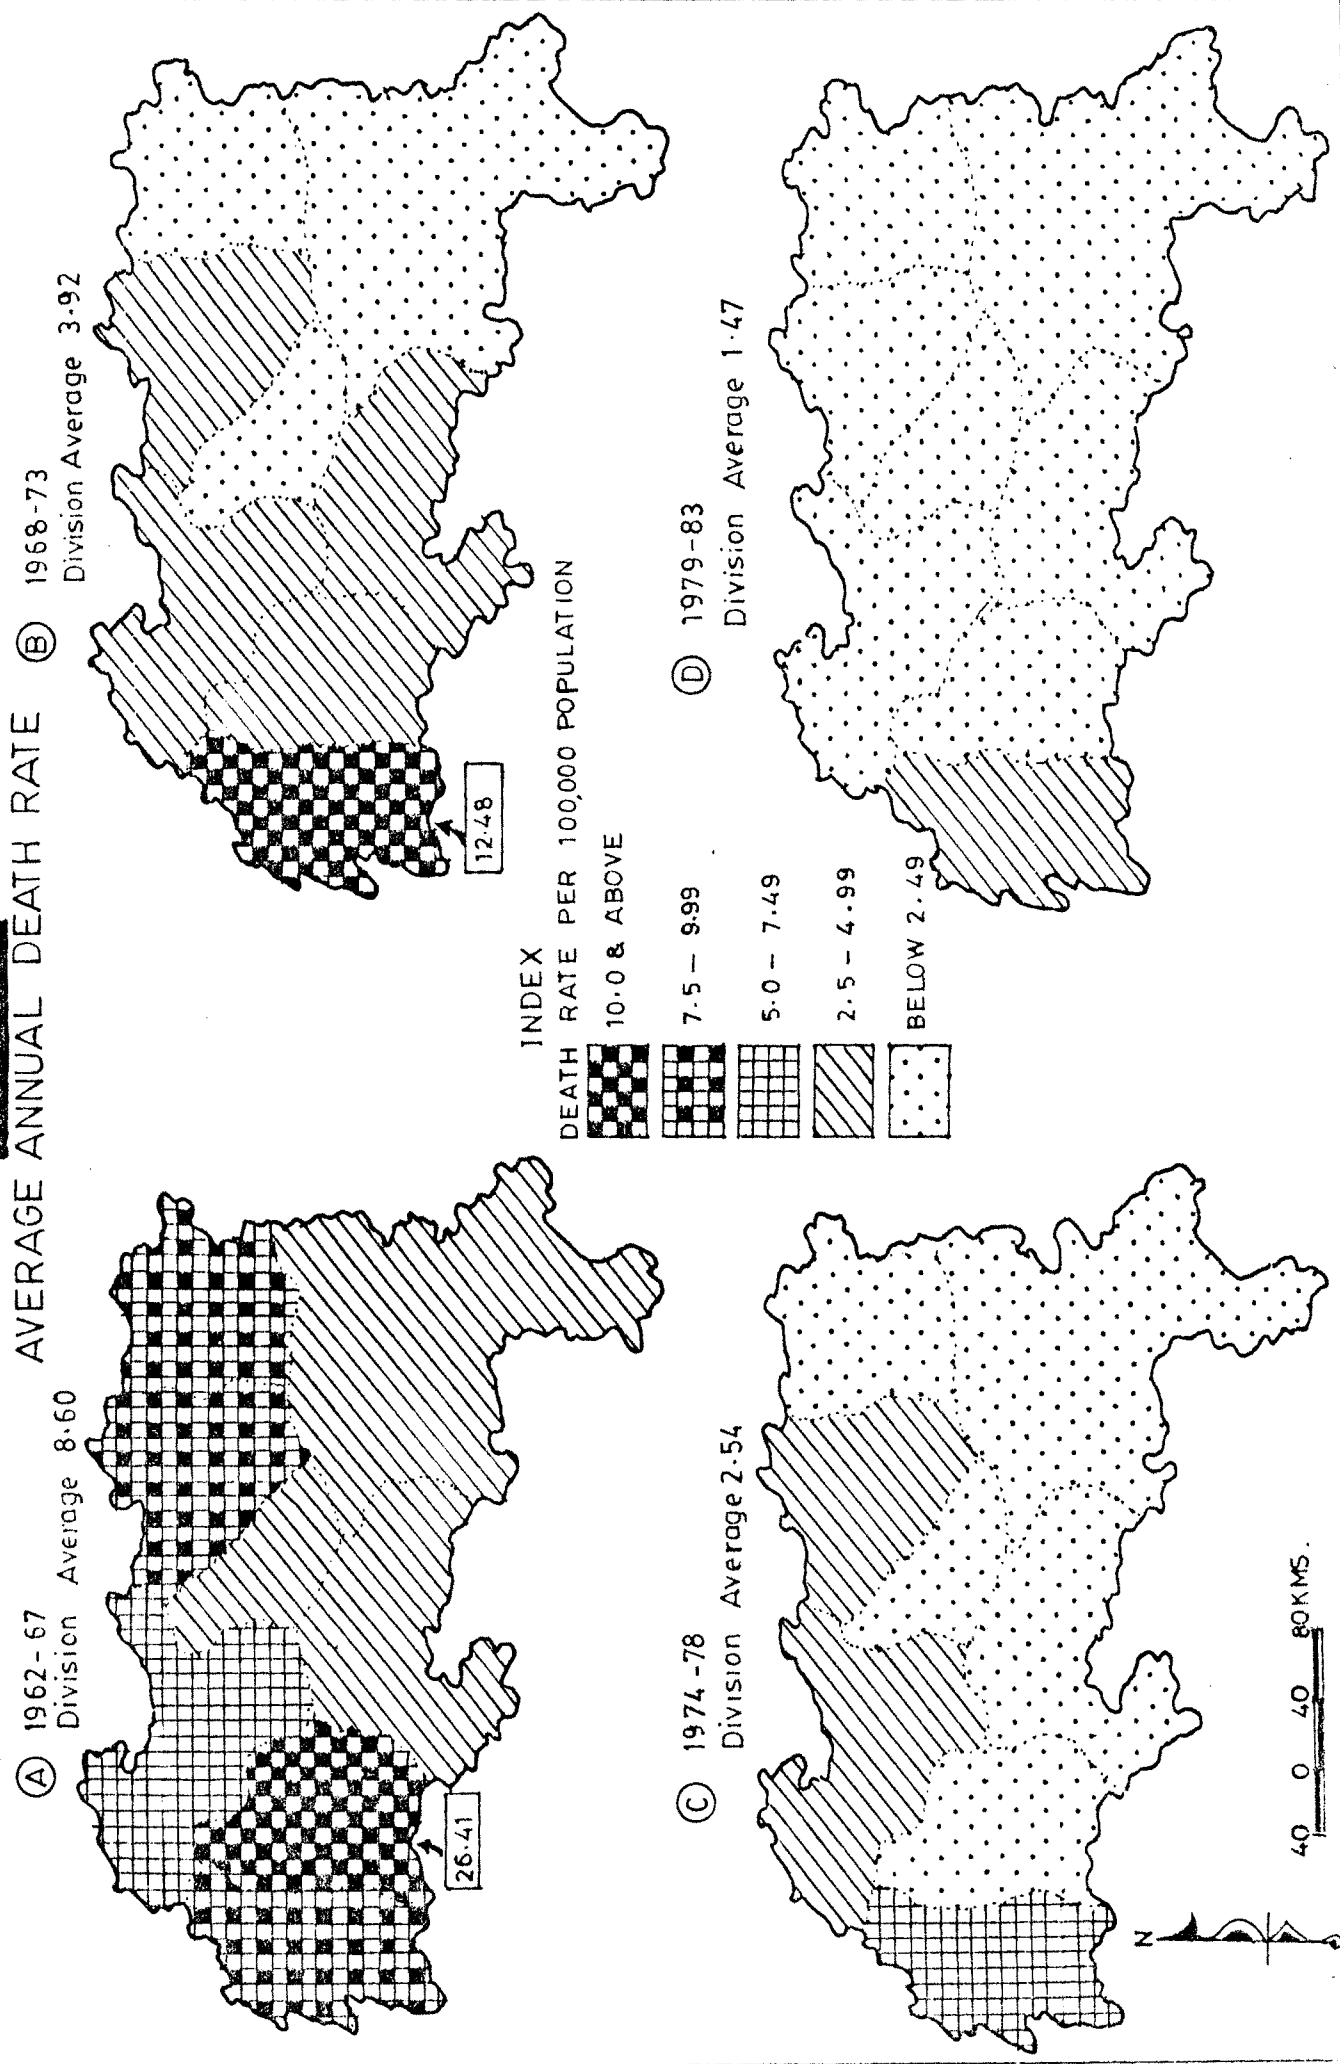 AVERAGE ANNUAL DEATH RATE
A 1962-67
Division Average 8·60
26·41
B 1968-73
Division Average 3·92
12·48
INDEX
DEATH RATE PER 100,000 POPULATION
10·0 & ABOVE
7·5 – 9·99
5·0 – 7·49
2·5 – 4·99
BELOW 2·49
C 1974-78
Division Average 2·54
D 1979-83
Division Average 1·47
N
40 0 40 80 KMS.